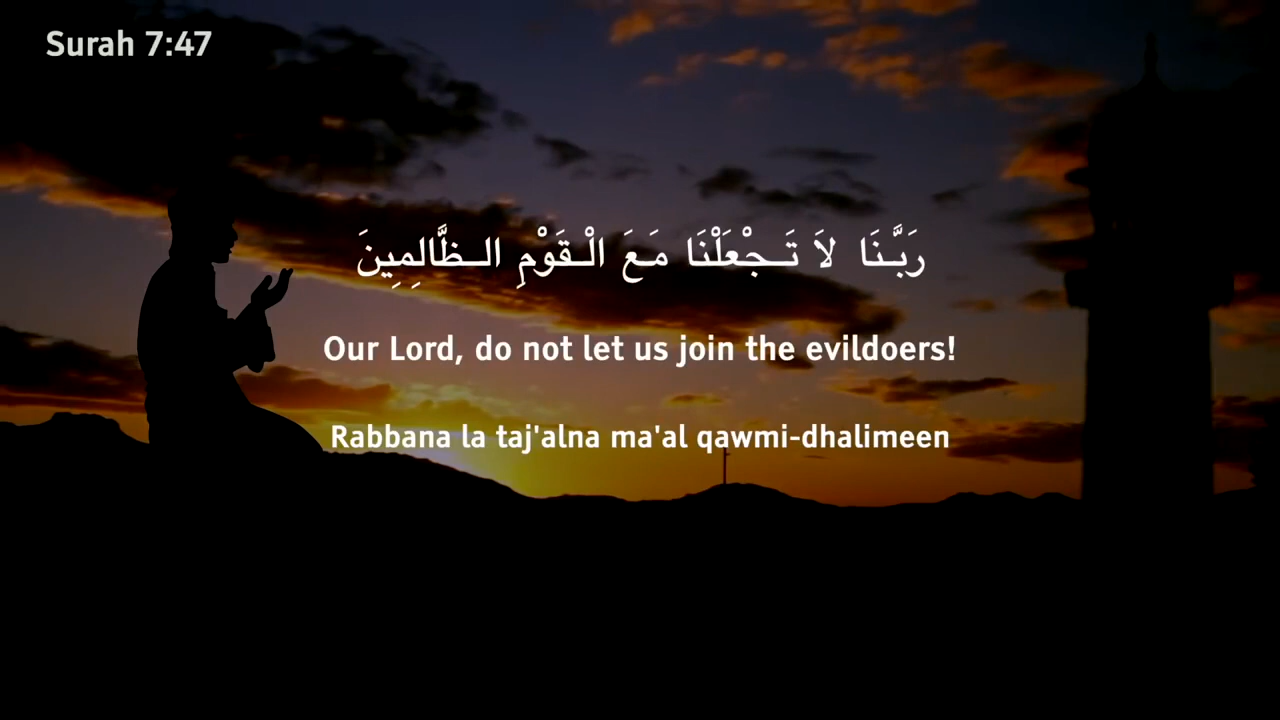 Surah 7:47
رَبَّنَا لاَ تَجْعَلْنَا مَعَ الْقَوْمِ الظَّالِمِينَ
Our Lord, do not let us join the evildoers!
Rabbana la taj'alna ma'al qawmi-dhalimeen